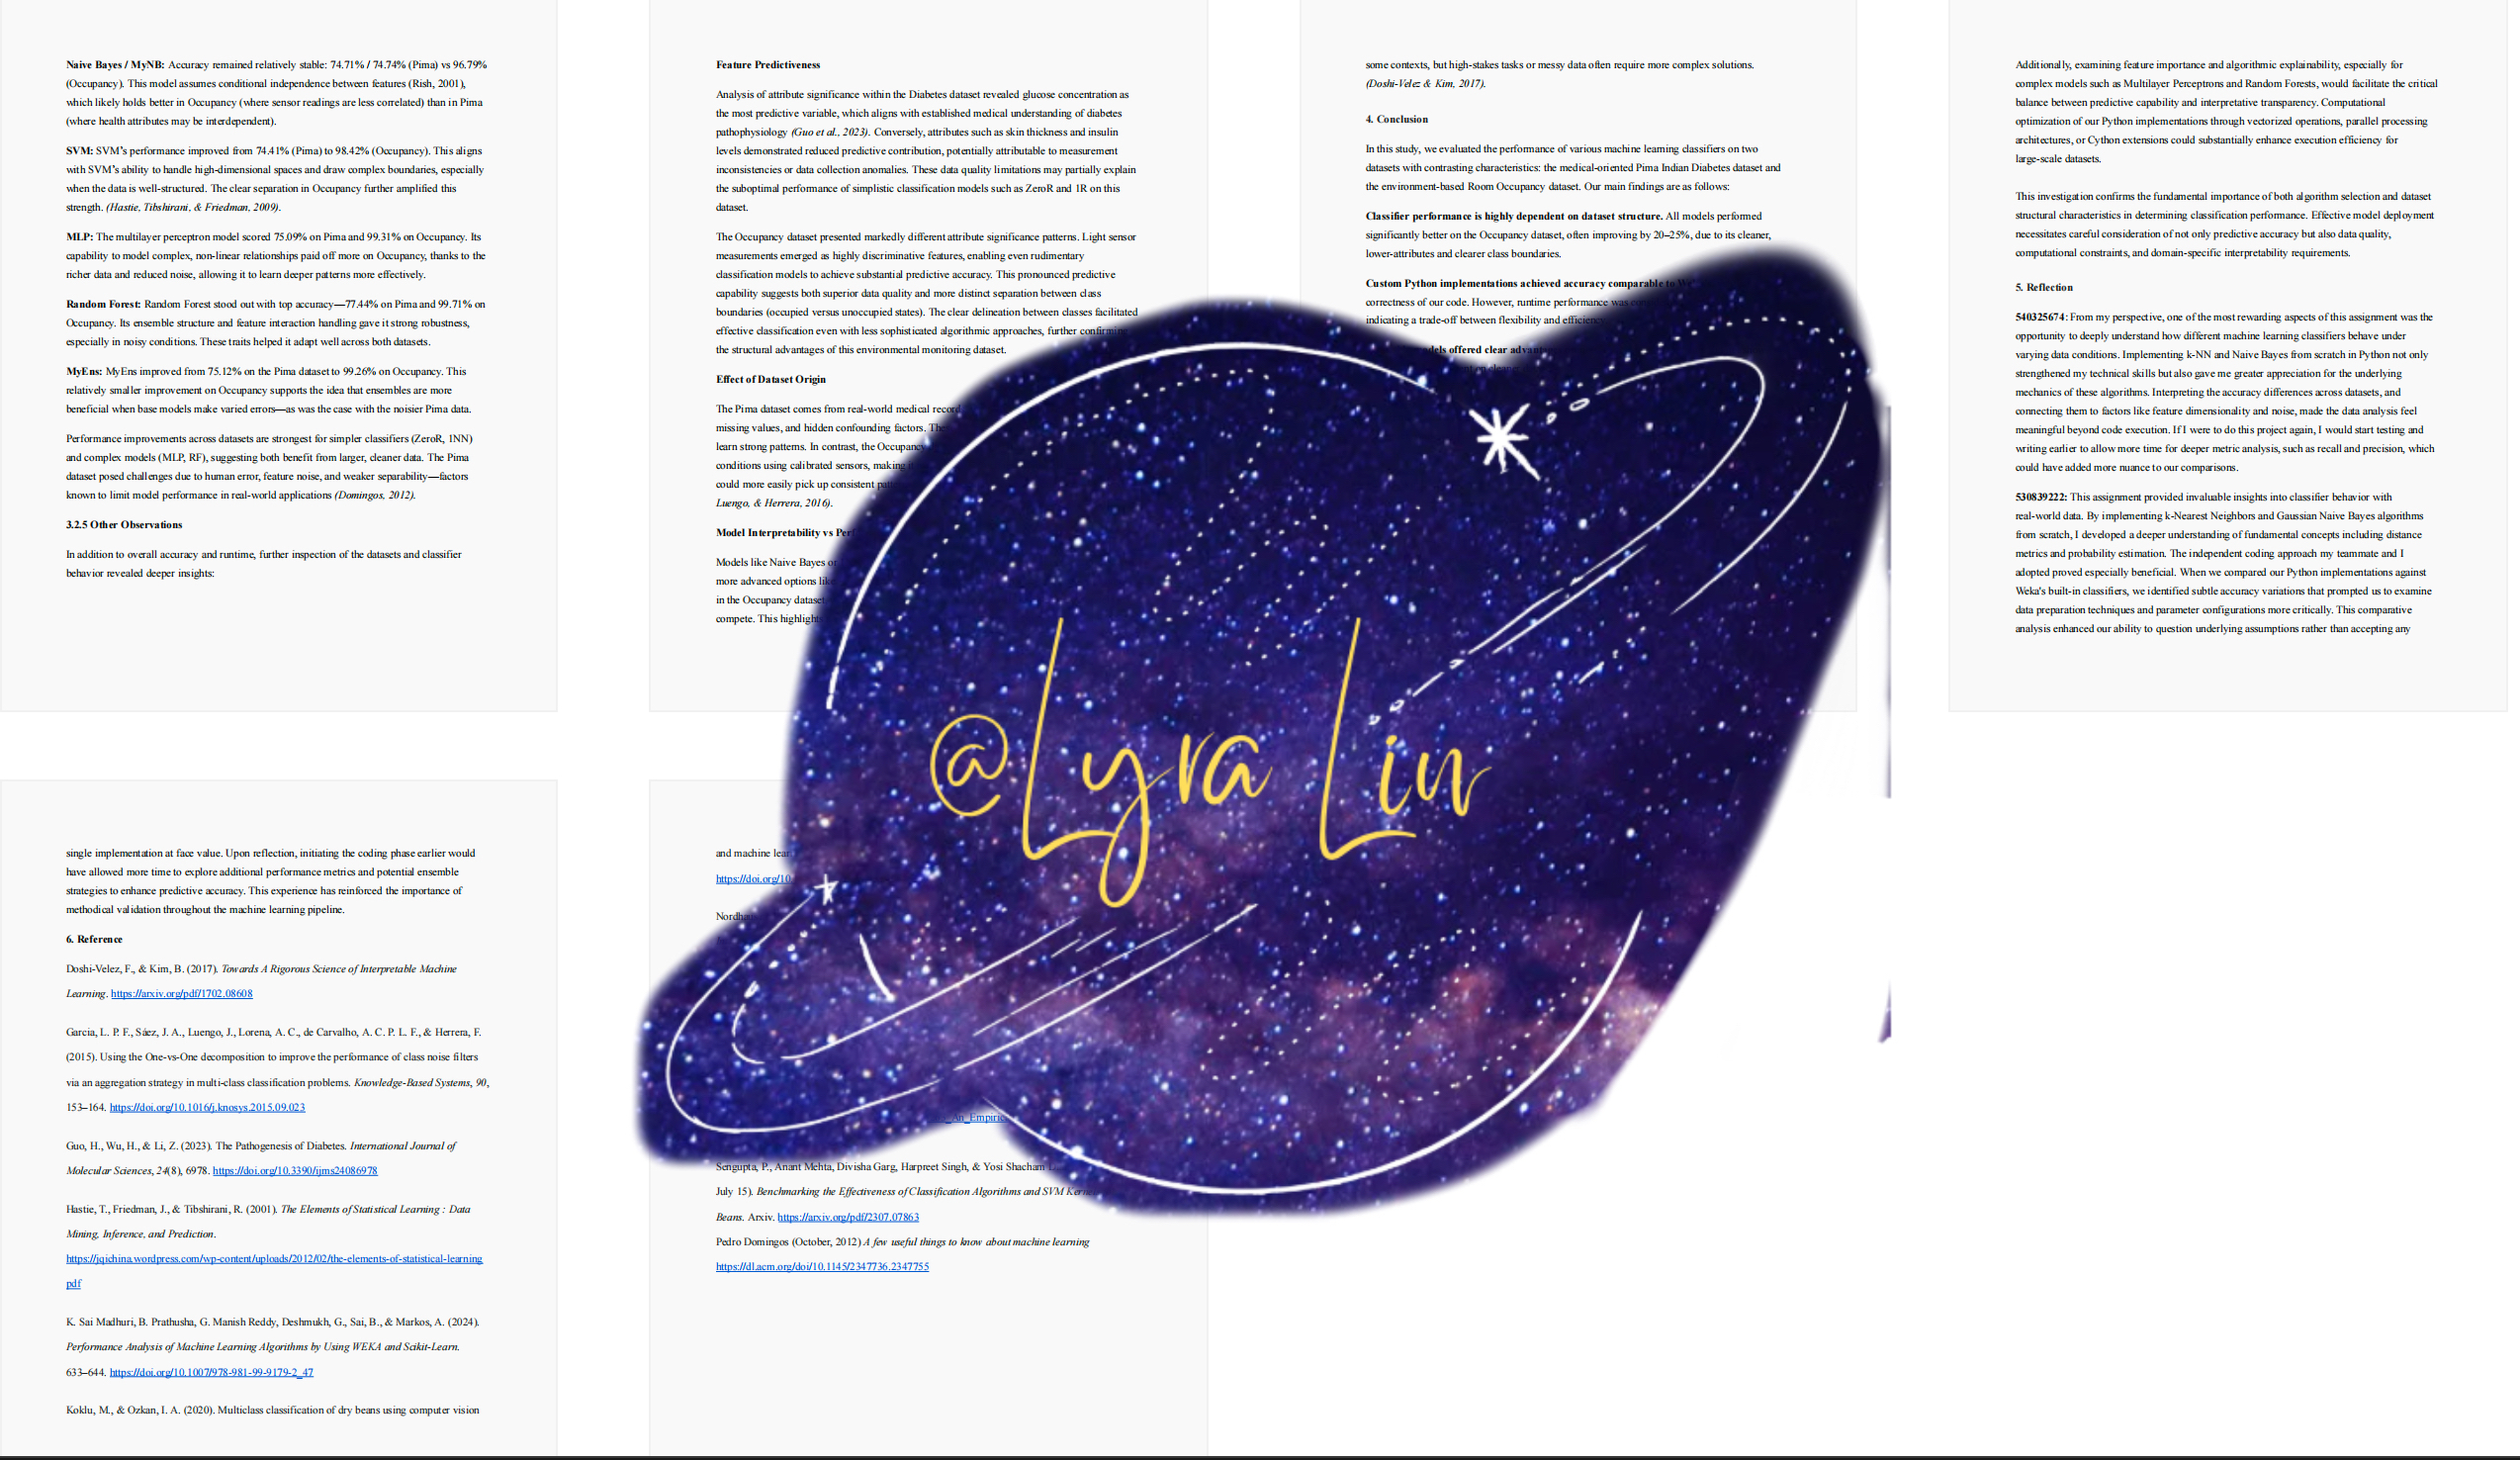 Naive Bayes / MyNB: Accuracy remained relatively stable: 74.71% / 74.74% (Pima) vs 96.79%
(Occupancy). This model assumes conditional independence between features (Rish, 2001),
which likely holds better in Occupancy (where sensor readings are less correlated) than in Pima
(where health attributes may be interdependent).
SVM: SVM's performance improved from 74.41% (Pima) to 98.42% (Occupancy). This aligns
with SVM's ability to handle high-dimensional spaces and draw complex boundaries, especially
when the data is well-structured. The clear separation in Occupancy further amplified this
strength. (Hastie, Tibshirani, & Friedman, 2009).
MLP: The multilayer perceptron model scored 75.09% on Pima and 99.31% on Occupancy. Its
capability to model complex, non-linear relationships paid off more on Occupancy, thanks to the
richer data and reduced noise, allowing it to learn deeper patterns more effectively.
Random Forest: Random Forest stood out with top accuracy—77.44% on Pima and 99.71% on
Occupancy. Its ensemble structure and feature interaction handling gave it strong robustness,
especially in noisy conditions. These traits helped it adapt well across both datasets.
MyEns: MyEns improved from 75.12% on the Pima dataset to 99.26% on Occupancy. This
relatively smaller improvement on Occupancy supports the idea that ensembles are more
beneficial when base models make varied errors—as was the case with the noisier Pima data.
Performance improvements across datasets are strongest for simpler classifiers (ZeroR, 1NN)
and complex models (MLP, RF), suggesting both benefit from larger, cleaner data. The Pima
dataset posed challenges due to human error, feature noise, and weaker separability—factors
known to limit model performance in real-world applications (Domingos, 2012).
3.2.5 Other Observations
In addition to overall accuracy and runtime, further inspection of the datasets and classifier
behavior revealed deeper insights:
Feature Predictiveness
Analysis of attribute significance within the Diabetes dataset revealed glucose concentration as
the most predictive variable, which aligns with established medical understanding of diabetes
pathophysiology (Guo et al., 2023). Conversely, attributes such as skin thickness and insulin
levels demonstrated reduced predictive contribution, potentially attributable to measurement
inconsistencies or data collection anomalies. These data quality limitations may partially explain
the suboptimal performance of simplistic classification models such as ZeroR and 1R on this
dataset.
The Occupancy dataset presented markedly different attribute significance patterns. Light sensor
measurements emerged as highly discriminative features, enabling even rudimentary
classification models to achieve substantial predictive accuracy. This pronounced predictive
capability suggests both superior data quality and more distinct separation between class
boundaries (occupied versus unoccupied states). The clear delineation between classes facilitated
effective classification even with less sophisticated algorithmic approaches, further confirming
the structural advantages of this environmental monitoring dataset.
Effect of Dataset Origin
The Pima dataset comes from real-world medical record
missing values, and hidden confounding factors.
learn strong patterns. In contrast, the Occupancy
conditions using calibrated sensors, making
could more easily pick up consistent
Luengo, & Herrera, 2016).
Model Interpretability vs
Models like Naive Bayes
more advanced options
in the Occupancy dataset
compete. This highlight
some contexts, but high-stakes tasks or messy data often require more complex solutions.
(Doshi-Velez & Kim, 2017).
4. Conclusion
In this study, we evaluated the performance of various machine learning classifiers on two
datasets with contrasting characteristics: the medical-oriented Pima Indian Diabetes dataset and
the environment-based Room Occupancy dataset. Our main findings are as follows:
Classifier performance is highly dependent on dataset structure. All models performed
significantly better on the Occupancy dataset, often improving by 20–25%, due to its cleaner,
lower-attributes and clearer class boundaries.
Custom Python implementations achieved accuracy comparable to
correctness of our code. However, runtime performance was
indicating a trade-off between flexibility and efficiency
offered clear
Additionally, examining feature importance and algorithmic explainability, especially for
complex models such as Multilayer Perceptrons and Random Forests, would facilitate the critical
balance between predictive capability and interpretative transparency. Computational
optimization of our Python implementations through vectorized operations, parallel processing
architectures, or Cython extensions could substantially enhance execution efficiency for
large-scale datasets.
This investigation confirms the fundamental importance of both algorithm selection and dataset
structural characteristics in determining classification performance. Effective model deployment
necessitates careful consideration of not only predictive accuracy but also data quality,
computational constraints, and domain-specific interpretability requirements.
5. Reflection
540325674: From my perspective, one of the most rewarding aspects of this assignment was the
opportunity to deeply understand how different machine learning classifiers behave under
varying data conditions. Implementing k-NN and Naive Bayes from scratch in Python not only
strengthened my technical skills but also gave me greater appreciation for the underlying
mechanics of these algorithms. Interpreting the accuracy differences across datasets, and
connecting them to factors like feature dimensionality and noise, made the data analysis feel
meaningful beyond code execution. If I were to do this project again, I would start testing and
writing earlier to allow more time for deeper metric analysis, such as recall and precision, which
could have added more nuance to our comparisons.
530839222: This assignment provided invaluable insights into classifier behavior with
real-world data. By implementing k-Nearest Neighbors and Gaussian Naive Bayes algorithms
from scratch, I developed a deeper understanding of fundamental concepts including distance
metrics and probability estimation. The independent coding approach my teammate and I
adopted proved especially beneficial. When we compared our Python implementations against
Weka's built-in classifiers, we identified subtle accuracy variations that prompted us to examine
data preparation techniques and parameter configurations more critically. This comparative
analysis enhanced our ability to question underlying assumptions rather than accepting any
@Lyra Lin
single implementation at face value. Upon reflection, initiating the coding phase earlier would
have allowed more time to explore additional performance metrics and potential ensemble
strategies to enhance predictive accuracy. This experience has reinforced the importance of
methodical validation throughout the machine learning pipeline.
6. Reference
Doshi-Velez, F., & Kim, B. (2017). Towards A Rigorous Science of Interpretable Machine
Learning. https://arxiv.org/pdf/1702.08608
Garcia, L. P. F., Sáez, J. A., Luengo, J., Lorena, A. C., de Carvalho, A. C. P. L. F., & Herrera, F.
(2015). Using the One-vs-One decomposition to improve the performance of class noise filters
via an aggregation strategy in multi-class classification problems. Knowledge-Based Systems, 90,
153–164. https://doi.org/10.1016/j.knosys.2015.09.023
Guo, H., Wu, H., & Li, Z. (2023). The Pathogenesis of Diabetes. International Journal of
Molecular Sciences, 24(8), 6978. https://doi.org/10.3390/ijms24086978
Hastie, T., Friedman, J., & Tibshirani, R. (2001). The Elements of Statistical Learning : Data
Mining, Inference, and Prediction.
https://jqichina.wordpress.com/wp-content/uploads/2012/02/the-elements-of-statistical-learning
pdf
K. Sai Madhuri, B. Prathusha, G. Manish Reddy, Deshmukh, G., Sai, B., & Markos, A. (2024).
Performance Analysis of Machine Learning Algorithms by Using WEKA and Scikit-Learn.
633–644. https://doi.org/10.1007/978-981-99-9179-2_47
Koklu, M., & Ozkan, I. A. (2020). Multiclass classification of dry beans using computer vision
and machine
https://doi.org/10.
An_Empiric
Sengupta, P., Anant Mehta, Divisha Garg, Harpreet Singh, & Yosi Shacham
July 15). Benchmarking the Effectiveness of Classification Algorithms and SVM
Beans. Arxiv. https://arxiv.org/pdf/2307.07863
Pedro Domingos (October, 2012) A few useful things to know about machine learning
https://dl.acm.org/doi/10.1145/2347736.2347755